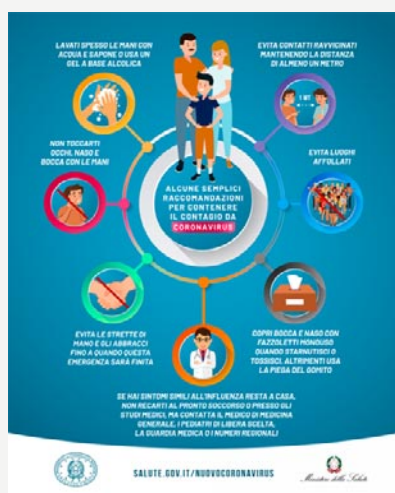 LAVATI SPESSO LE MANI CON
ACQUA E SAPONE O USA UN
GEL A BASE ALCOLICA
EVITA CONTATTI RAVVICINATI
MANTENENDO LA DISTANZA
DI ALMENO UN METRO
NON TOCCARTI
OCCHI, NASO E
BOCCA CON LE MANI
EVITA LUOGHI
AFFOLLATI
ALCUNE SEMPLICI
RACCOMANDAZIONI
PER CONTENERE
IL CONTAGIO DA
CORONAVIRUS
EVITA LE STRETTE DI
MANO E GLI ABBRACCI
FINO A QUANDO QUESTA
EMERGENZA SARÀ FINITA
COPRI BOCCA E NASO CON
FAZZOLETTI MONOUSO
QUANDO STARNUTISCI O
TOSSISCI. ALTRIMENTI USA
LA PIEGA DEL GOMITO
SE HAI SINTOMI SIMILI ALL'INFLUENZA RESTA A CASA,
NON RECARTI AL PRONTO SOCCORSO O PRESSO GLI
STUDI MEDICI, MA CONTATTA IL MEDICO DI MEDICINA
GENERALE, I PEDIATRI DI LIBERA SCELTA,
LA GUARDIA MEDICA O I NUMERI REGIONALI
SALUTE.GOV.IT/NUOVOCORONAVIRUS
Ministero della Salute